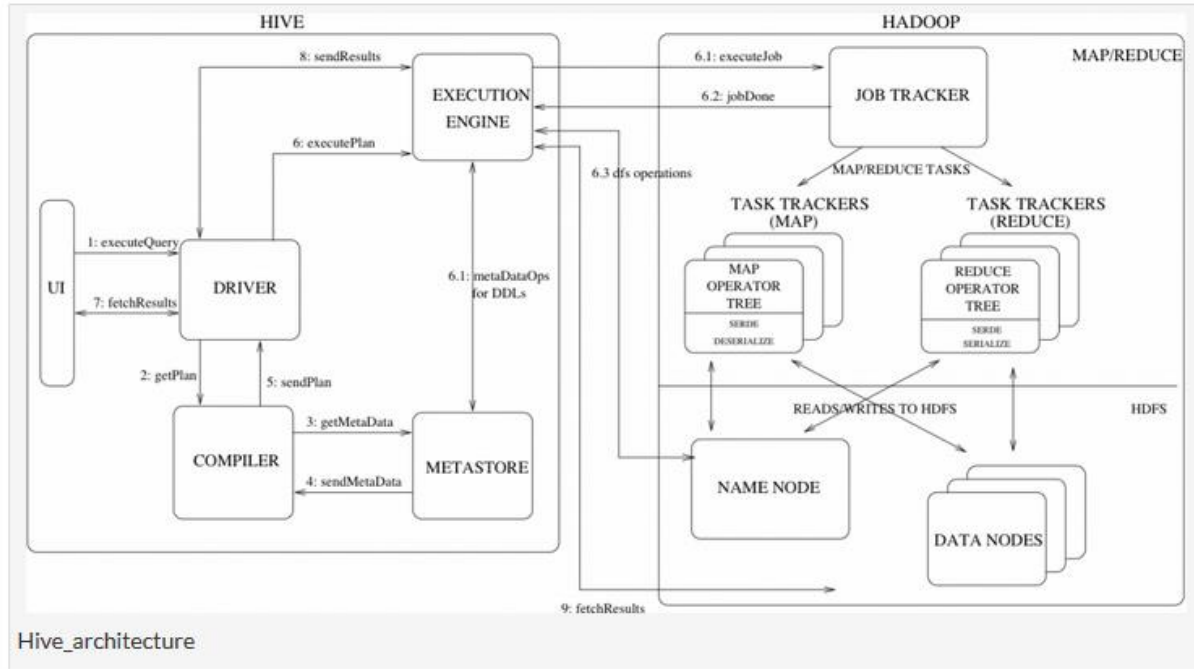 HIVE
HADOOP
8: sendResults
EXECUTION
ENGINE
6.1: executeJob
6.2: jobDone
JOB TRACKER
MAP/REDUCE
6: executePlan
6.3 dfs operations
MAP/REDUCE TASKS
TASK TRACKERS
(MAP)
TASK TRACKERS
(REDUCE)
UI
1: executeQuery
7: fetchResults
DRIVER
6.1: metaDataOps
for DDLs
MAP
OPERATOR
TREE
SERDE
DESERIALIZE
REDUCE
OPERATOR
TREE
SERDE
SERIALIZE
2: getPlan
5: sendPlan
READS/WRITES TO HDFS
HDFS
COMPILER
3: getMetaData
4: sendMetaData
METASTORE
NAME NODE
DATA NODES
9: fetchResults
Hive_architecture